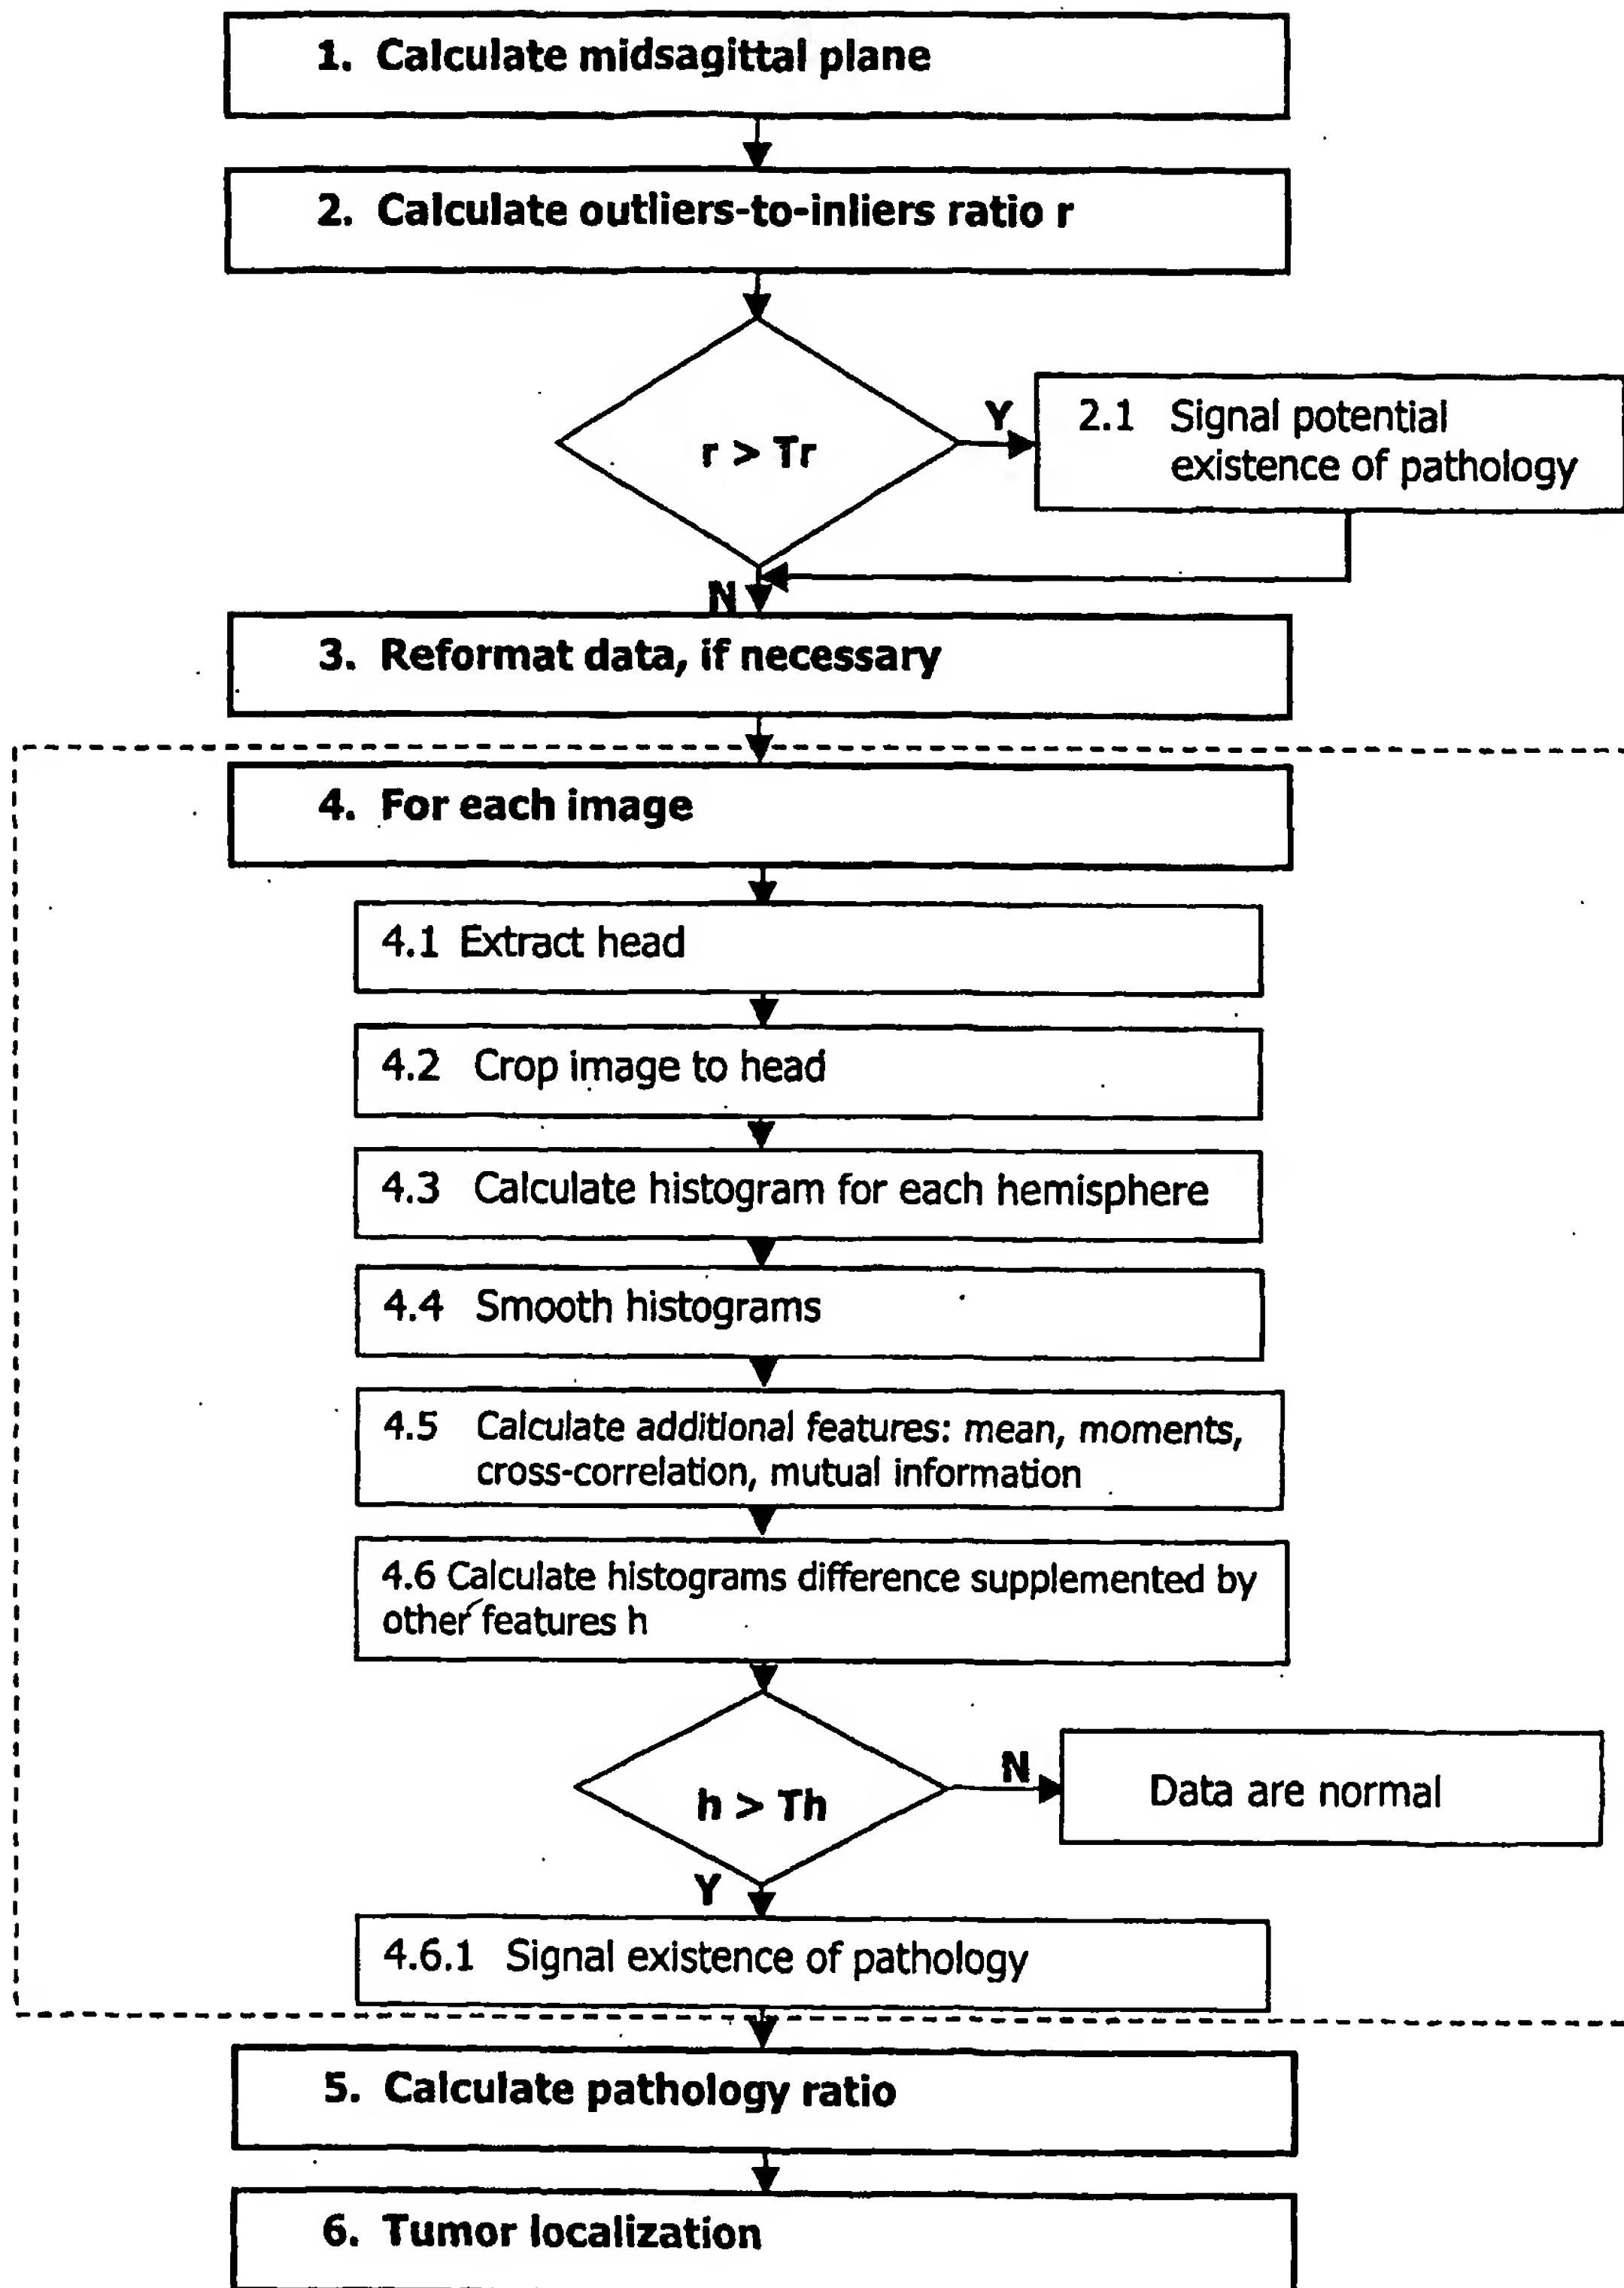 1. Calculate midsagittal plane
2. Calculate outliers-to-inliers ratio r
r > Tr
Y
2.1 Signal potential
existence of pathology
N
3. Reformat data, if necessary
4. For each image
4.1 Extract head
4.2 Crop image to head
4.3 Calculate histogram for each hemisphere
4.4 Smooth histograms
4.5 Calculate additional features: mean, moments,
cross-correlation, mutual information
4.6 Calculate histograms difference supplemented by
other features h
h > Th
N
Data are normal
Y
4.6.1 Signal existence of pathology
5. Calculate pathology ratio
6. Tumor localization